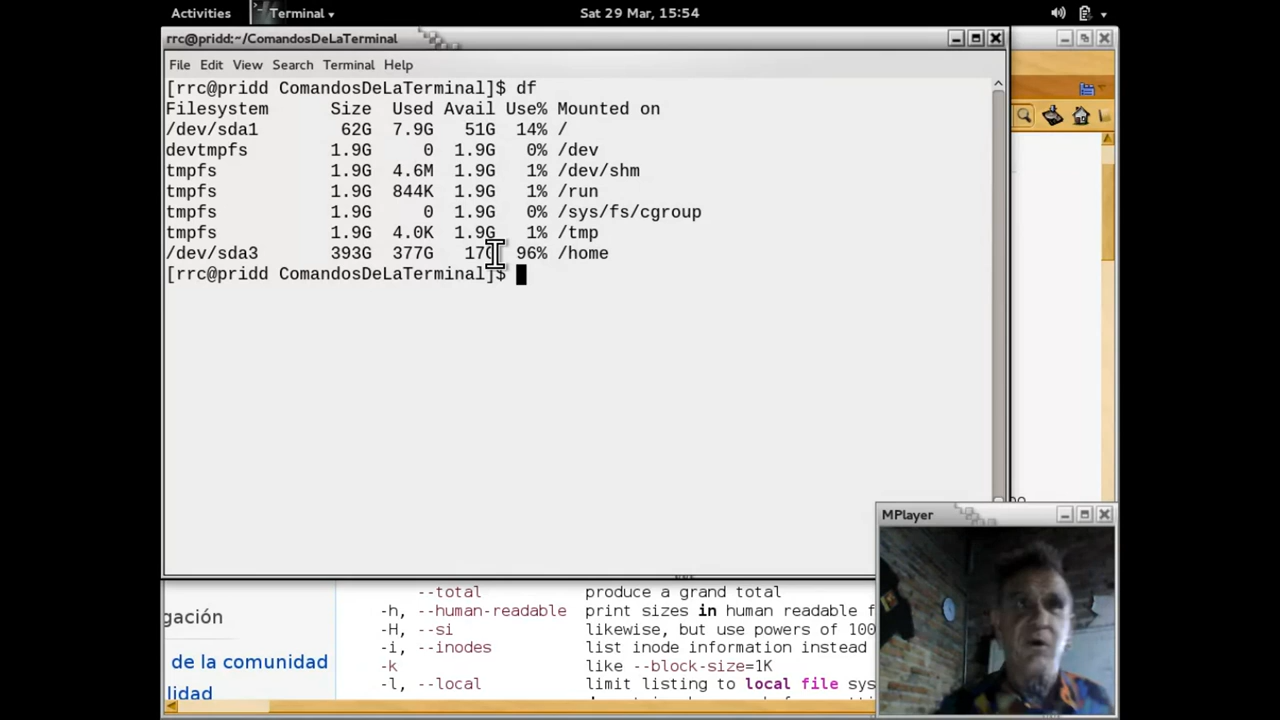 Activities Terminal Sat 29 Mar, 15:54
rrc@pridd:~/ComandosDeLaTerminal
File Edit View Search Terminal Help
[rrc@pridd ComandosDeLaTerminal]$ df
Filesystem Size Used Avail Use% Mounted on
/dev/sda1 62G 7.9G 51G 14% /
devtmpfs 1.9G 0 1.9G 0% /dev
tmpfs 1.9G 4.6M 1.9G 1% /dev/shm
tmpfs 1.9G 844K 1.9G 1% /run
tmpfs 1.9G 0 1.9G 0% /sys/fs/cgroup
tmpfs 1.9G 4.0K 1.9G 1% /tmp
/dev/sda3 393G 377G 17G 96% /home
[rrc@pridd ComandosDeLaTerminal]$
MPlayer
gación
de la comunidad
lidad
--total produce a grand total
-h, --human-readable print sizes in human readable f
-H, --si likewise, but use powers of 100
-i, --inodes list inode information instead
-k like --block-size=1K
-l, --local limit listing to local file sys